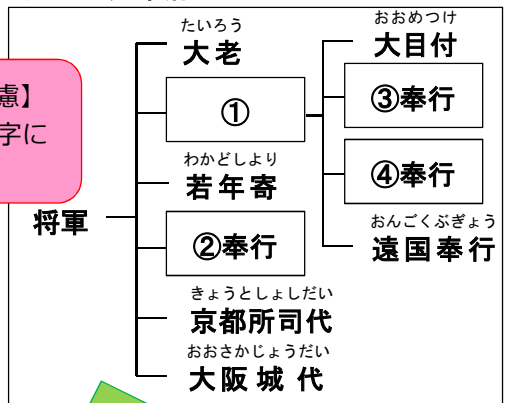 慮】
字に
将軍
たいろう
大老
①
わかどしより
若年寄
②奉行
きょうとしょしだい
京都所司代
おおさかじょうだい
大阪城代
おおめつけ
大目付
③奉行
④奉行
おんごくぶぎょう
遠国奉行